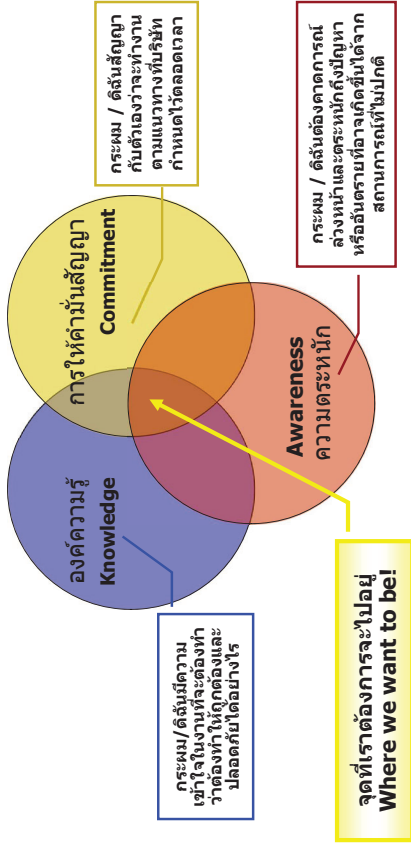 องค์ความรู้
Knowledge
การให้คำมั่นสัญญา
Commitment
Awareness
ความตระหนัก
กระผม/ดิฉันมีความ
เข้าใจในงานที่จะต้องทำ
ว่าต้องทำให้ถูกต้องและ
ปลอดภัยได้อย่างไร
กระผม / ดิฉันสัญญา
กับตัวเองว่าจะทำงาน
ตามแนวทางที่บริษัท
กำหนดไว้ตลอดเวลา
กระผม / ดิฉันต้องคาดการณ์
ล่วงหน้าและตระหนักถึงปัญหา
หรืออันตรายที่อาจเกิดขึ้นได้จาก
สถานการณ์ที่ไม่ปกติ
จุดที่เราต้องการจะไปอยู่
Where we want to be!